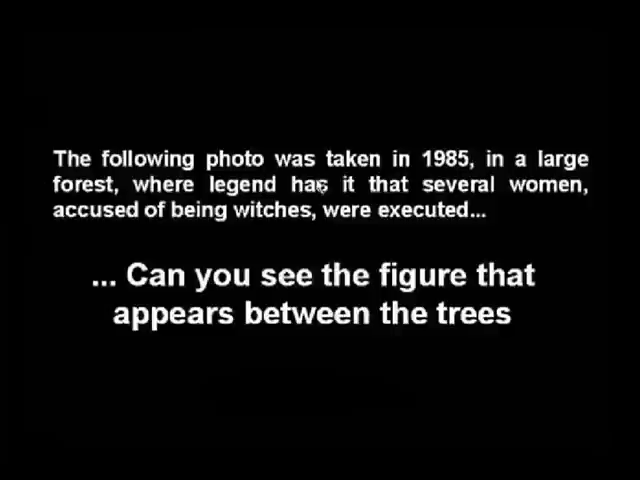 The following photo was taken in 1985, in a large
forest, where legend has it that several women,
accused of being witches, were executed...
... Can you see the figure that
appears between the trees